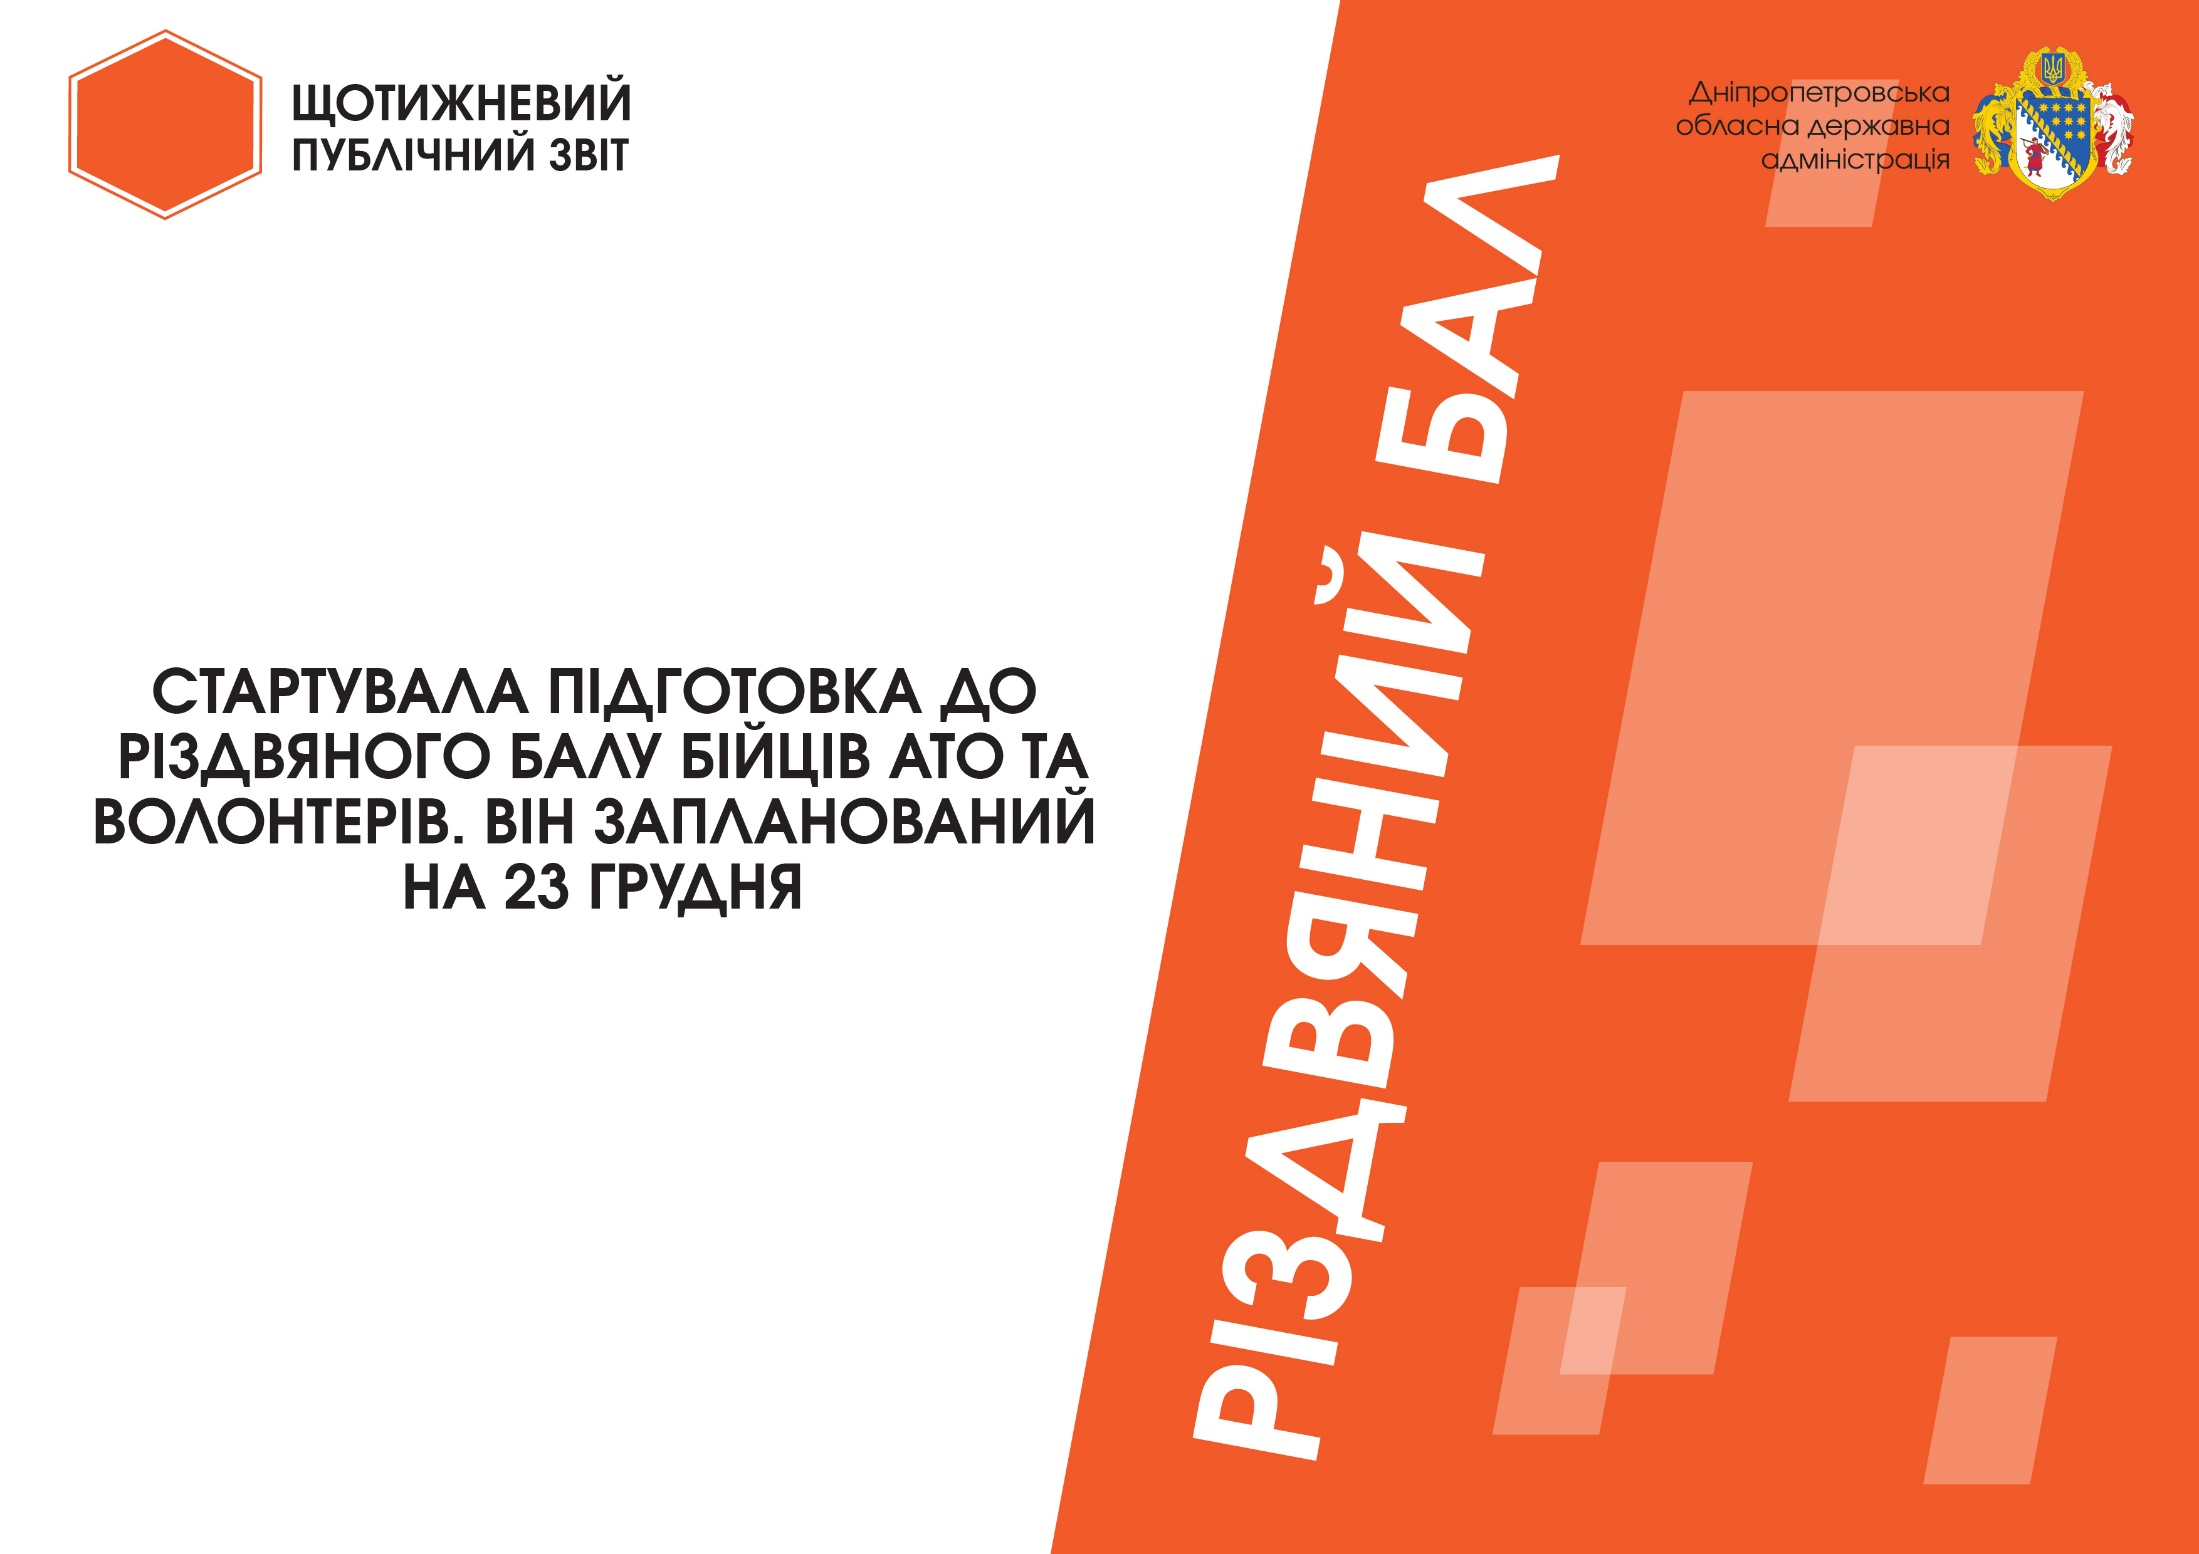 ЩОТИЖНЕВИЙ
ПУБЛІЧНИЙ ЗВІТ
Дніпропетровська
обласна державна
адміністрація
СТАРТУВАЛА ПІДГОТОВКА ДО
РІЗДВЯНОГО БАЛУ БІЙЦІВ АТО ТА
ВОЛОНТЕРІВ. ВІН ЗАПЛАНОВАНИЙ
НА 23 ГРУДНЯ
РІЗДВЯНИЙ БАЛ